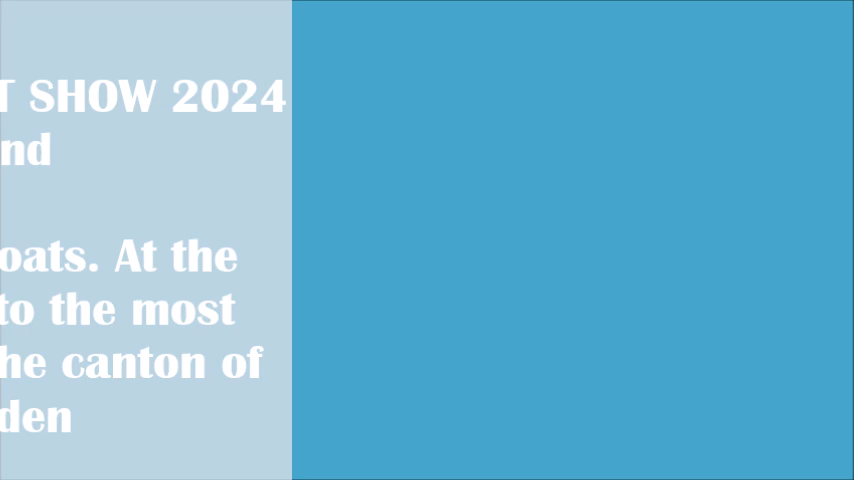 T SHOW 2024
nd
oats. At the
to the most
he canton of
den